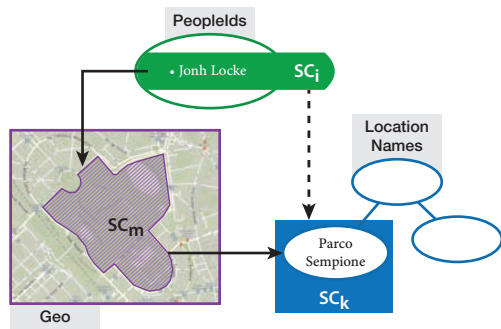 PeopleIds
• Jonh Locke SCi
Location
Names
SCm
Parco
Sempione
SCk
Geo